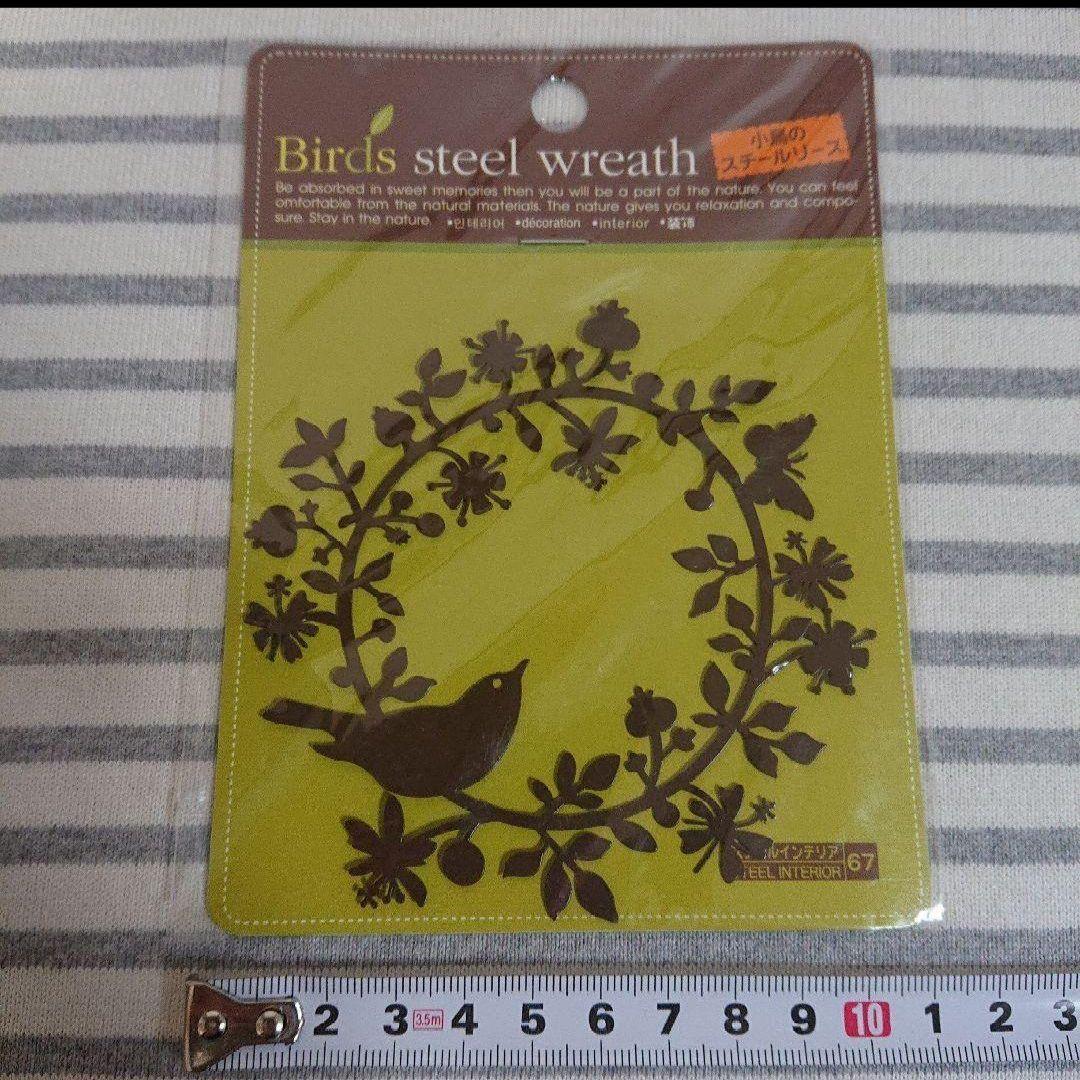 Birds steel wreath
小鳥の
スチールリース
Be absorbed in sweet memories then you will be a part of the nature. You can feel
omfortable from the natural materials. The nature gives you relaxation and compo-
sure. Stay in the nature. •인테리어 •décoration •interior •装飾
ルインテリア
TEEL INTERIOR 67
2 3 3.5m 4 5 6 7 8 9 10 1 2 3